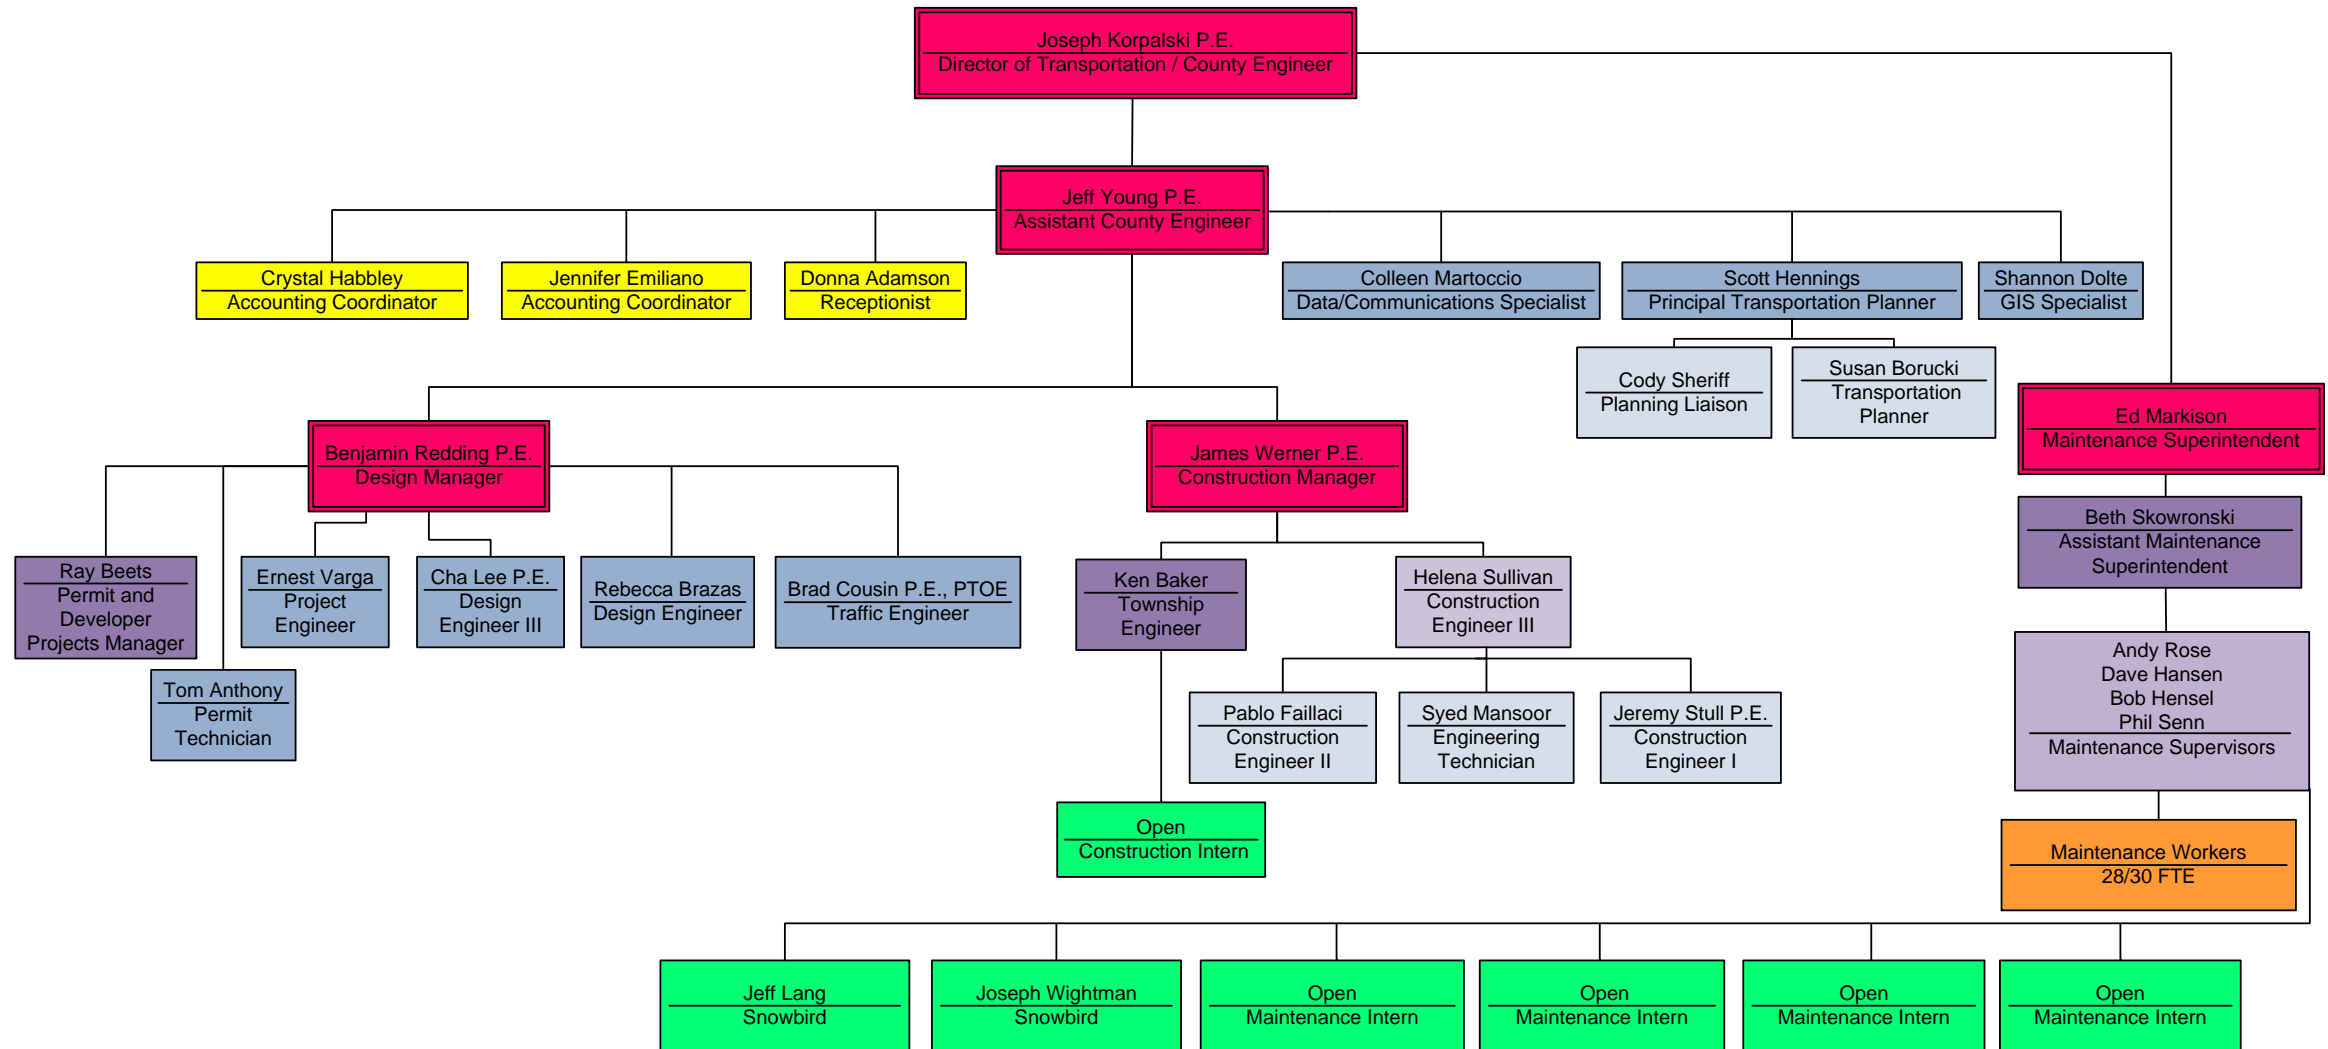 Joseph Korpalski P.E.
Director of Transportation / County Engineer
Jeff Young P.E.
Assistant County Engineer
Crystal Habbley
Accounting Coordinator
Jennifer Emiliano
Accounting Coordinator
Donna Adamson
Receptionist
Colleen Martoccio
Data/Communications Specialist
Scott Hennings
Principal Transportation Planner
Shannon Dolte
GIS Specialist
Cody Sheriff
Planning Liaison
Susan Borucki
Transportation
Planner
Ed Markison
Maintenance Superintendent
Benjamin Redding P.E.
Design Manager
James Werner P.E.
Construction Manager
Beth Skowronski
Assistant Maintenance
Superintendent
Ray Beets
Permit and
Developer
Projects Manager
Ernest Varga
Project
Engineer
Cha Lee P.E.
Design
Engineer III
Rebecca Brazas
Design Engineer
Brad Cousin P.E., PTOE
Traffic Engineer
Ken Baker
Township
Engineer
Helena Sullivan
Construction
Engineer III
Tom Anthony
Permit
Technician
Pablo Faillaci
Construction
Engineer II
Syed Mansoor
Engineering
Technician
Jeremy Stull P.E.
Construction
Engineer I
Andy Rose
Dave Hansen
Bob Hensel
Phil Senn
Maintenance Supervisors
Open
Construction Intern
Maintenance Workers
28/30 FTE
Jeff Lang
Snowbird
Joseph Wightman
Snowbird
Open
Maintenance Intern
Open
Maintenance Intern
Open
Maintenance Intern
Open
Maintenance Intern